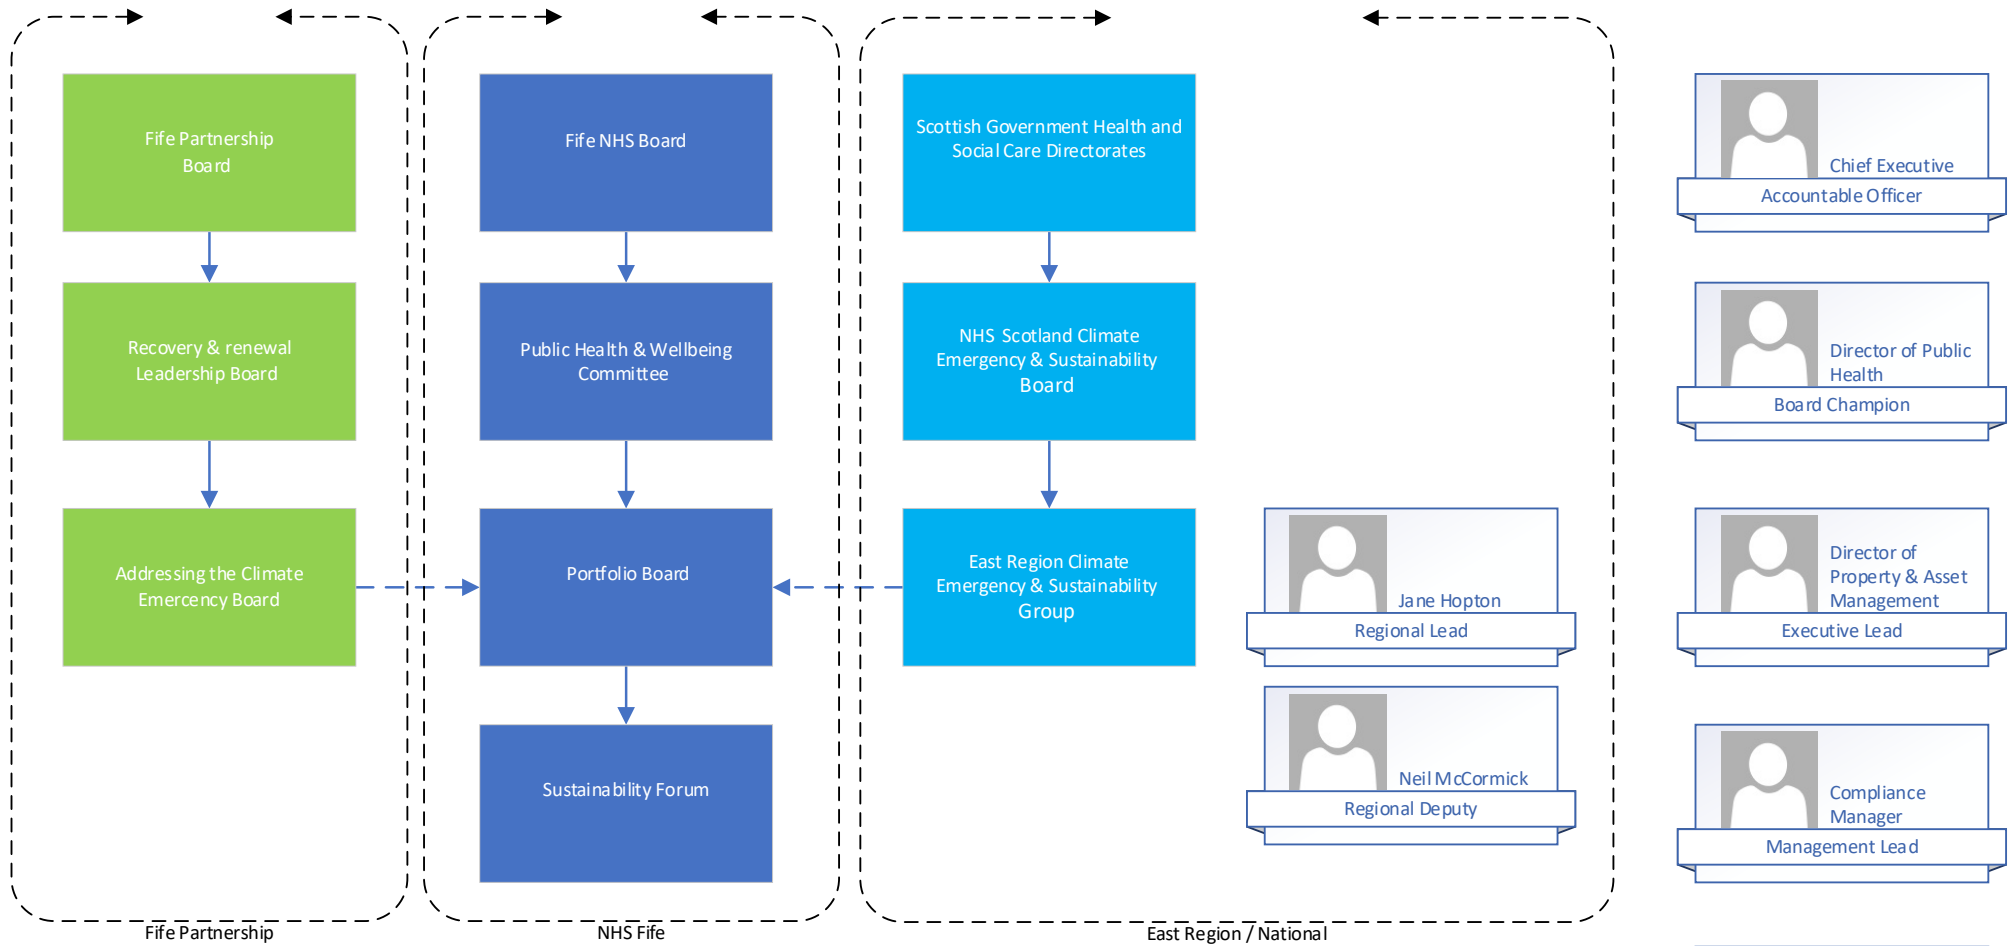 Fife Partnership
Board
Recovery & renewal
Leadership Board
Addressing the Climate
Emercency Board
Fife Partnership
Fife NHS Board
Public Health & Wellbeing
Committee
Portfolio Board
Sustainability Forum
NHS Fife
Scottish Government Health and
Social Care Directorates
NHS Scotland Climate
Emergency & Sustainability
Board
East Region Climate
Emergency & Sustainability
Group
Jane Hopton
Regional Lead
Neil McCormick
Regional Deputy
East Region / National
Chief Executive
Accountable Officer
Director of Public
Health
Board Champion
Director of
Property & Asset
Management
Executive Lead
Compliance
Manager
Management Lead